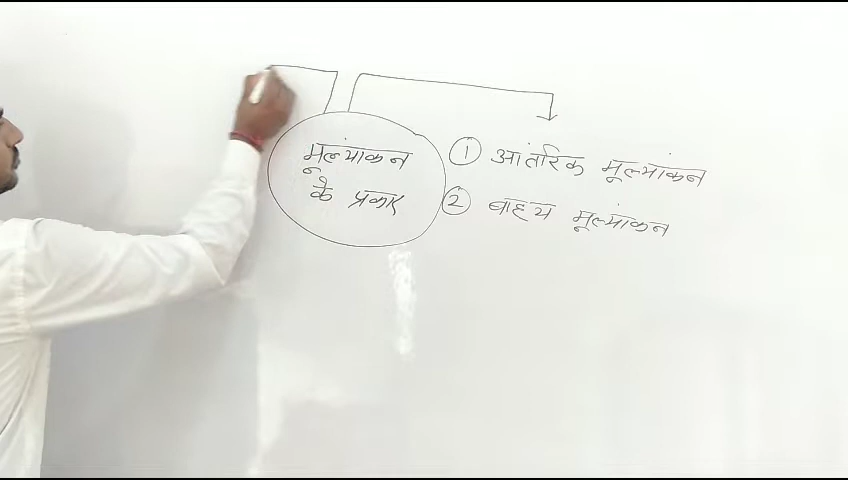 मूल्यांकन
के प्रकार
① आंतरिक मूल्यांकन
② बाह्य मूल्यांकन